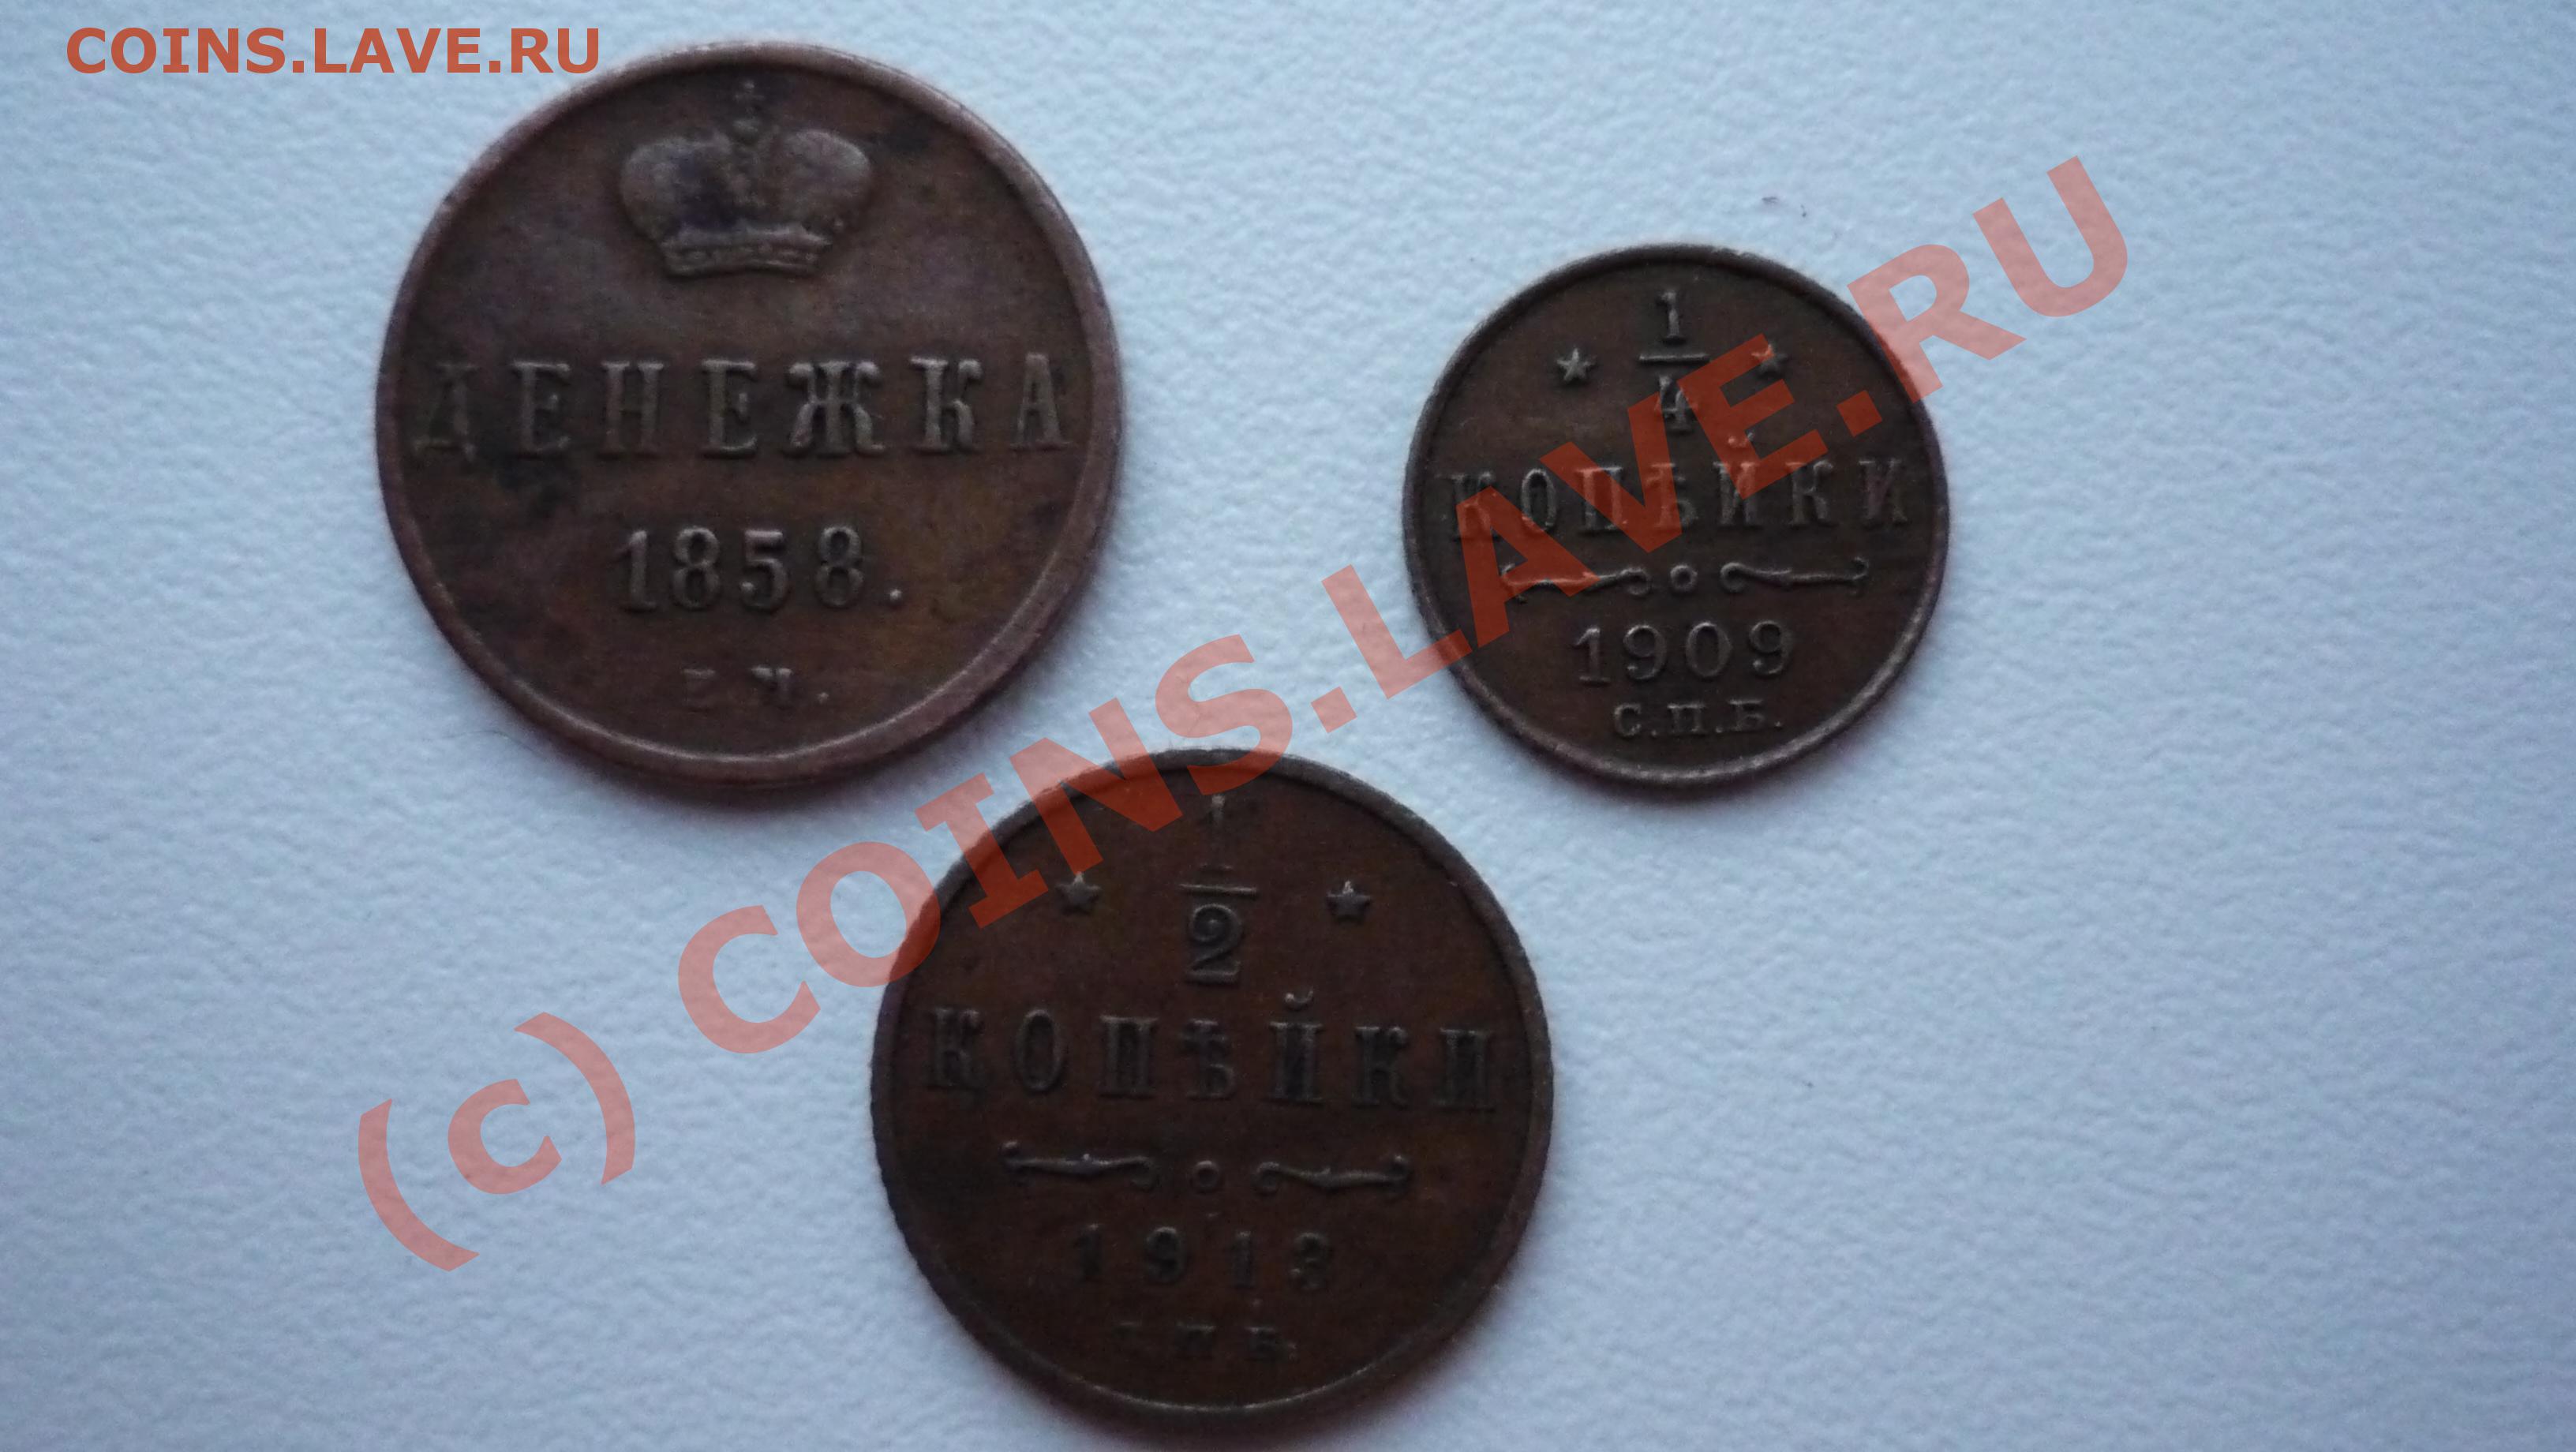 COINS.LAVE.RU
ДЕНЕЖКА
1858.
Е М.
1
4
КОПѢЙКИ
1909
С.П.Б.
1
2
КОПѢЙКИ
1913
С.П.Б.
(c) COINS.LAVE.RU